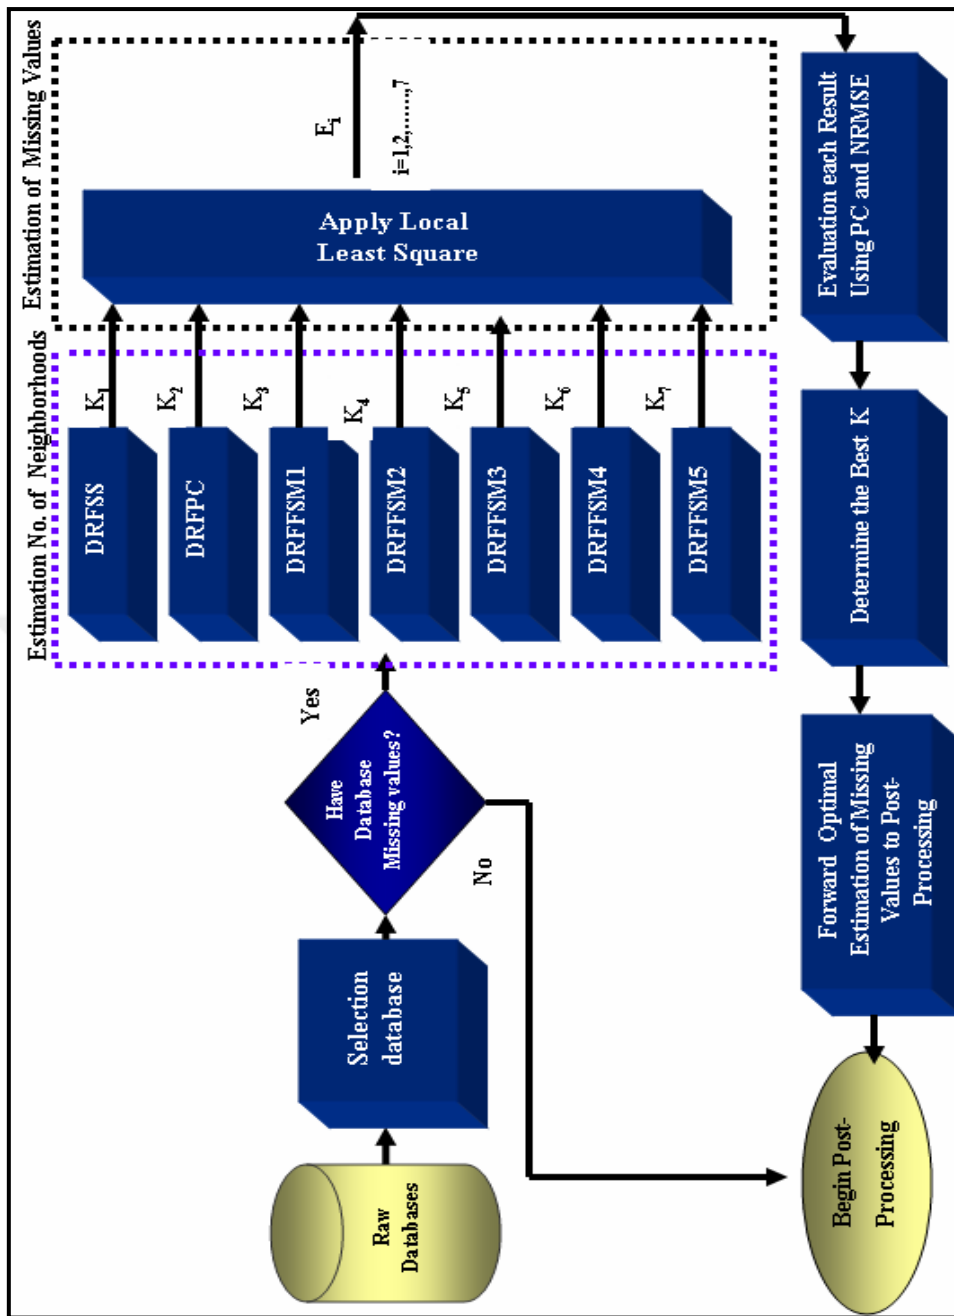 Raw
Databases
Selection
database
Have
Database
Missing values?
Yes
No
Estimation No. of Neighborhoods
DRFSS
DRFPC
DRFFSM1
DRFFSM2
DRFFSM3
DRFFSM4
DRFFSM5
K1
K2
K3
K4
K5
K6
K7
Estimation of Missing Values
Apply Local
Least Square
Ei
i=1,2,......,7
Evaluation each Result
Using PC and NRMSE
Determine the Best K
Forward Optimal
Estimation of Missing
Values to Post-
Processing
Begin Post-
Processing